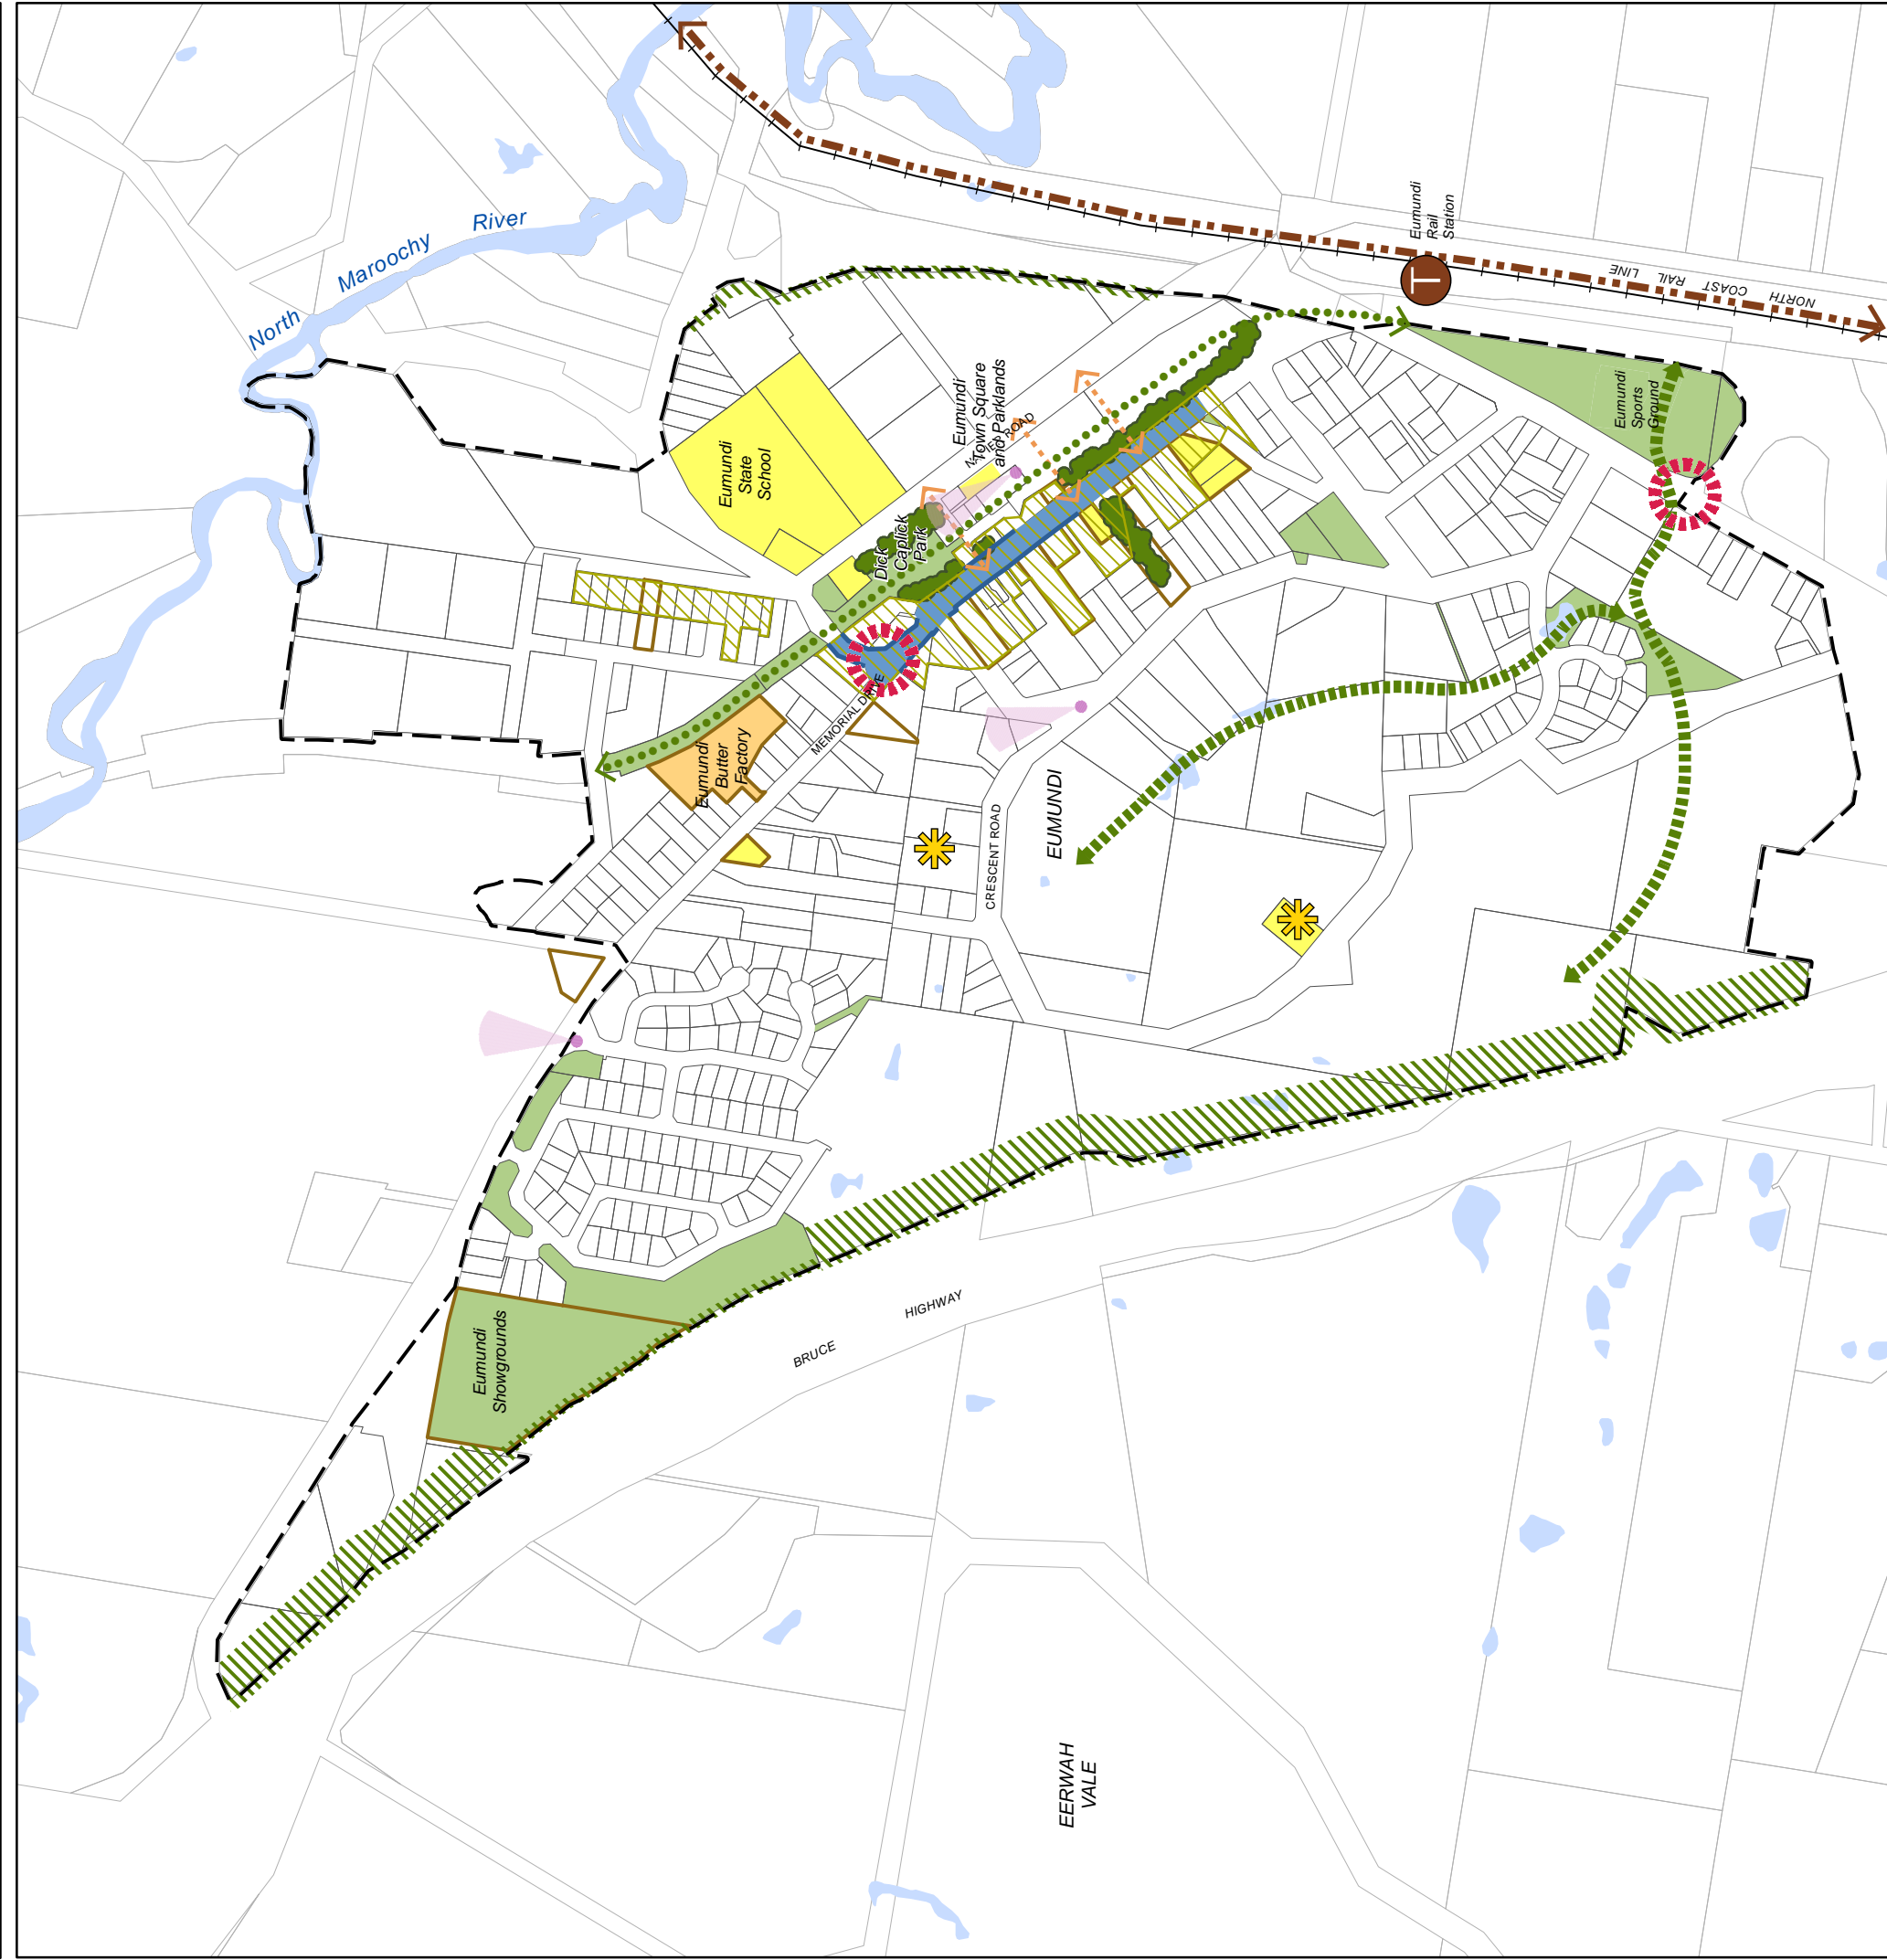 North
Maroochy
River
Eumundi
Rail
Station
NORTH COAST RAIL LINE
Eumundi
State
School
Eumundi
Town Square
and Parklands
ROAD
Eumundi
Sports
Ground
Dick
Caplick
Park
MEMORIAL DRIVE
Eumundi
Butter
Factory
EUMUNDI
CRESCENT ROAD
Eumundi
Showgrounds
BRUCE
HIGHWAY
EERWAH
VALE
T